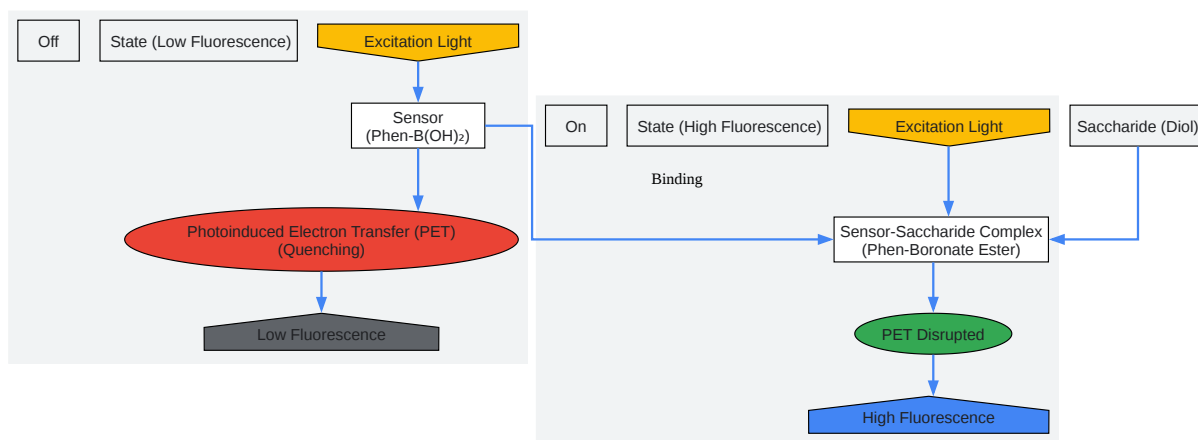 Off
State (Low Fluorescence)
Excitation Light
Sensor
(Phen-B(OH)₂)
Photoinduced Electron Transfer (PET)
(Quenching)
Low Fluorescence
On
State (High Fluorescence)
Excitation Light
Saccharide (Diol)
Binding
Sensor-Saccharide Complex
(Phen-Boronate Ester)
PET Disrupted
High Fluorescence